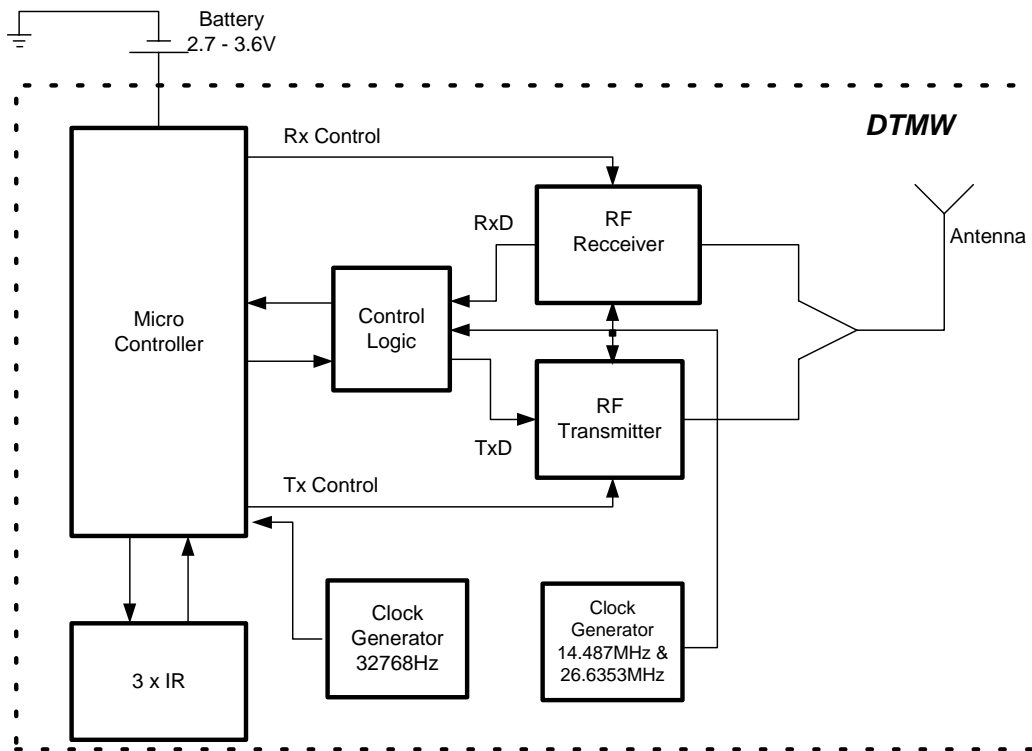 Battery
2.7 - 3.6V
DTMW
Rx Control
RxD
RF
Recceiver
Antenna
Micro
Controller
Control
Logic
RF
Transmitter
TxD
Tx Control
3 x IR
Clock
Generator
32768Hz
Clock
Generator
14.487MHz &
26.6353MHz